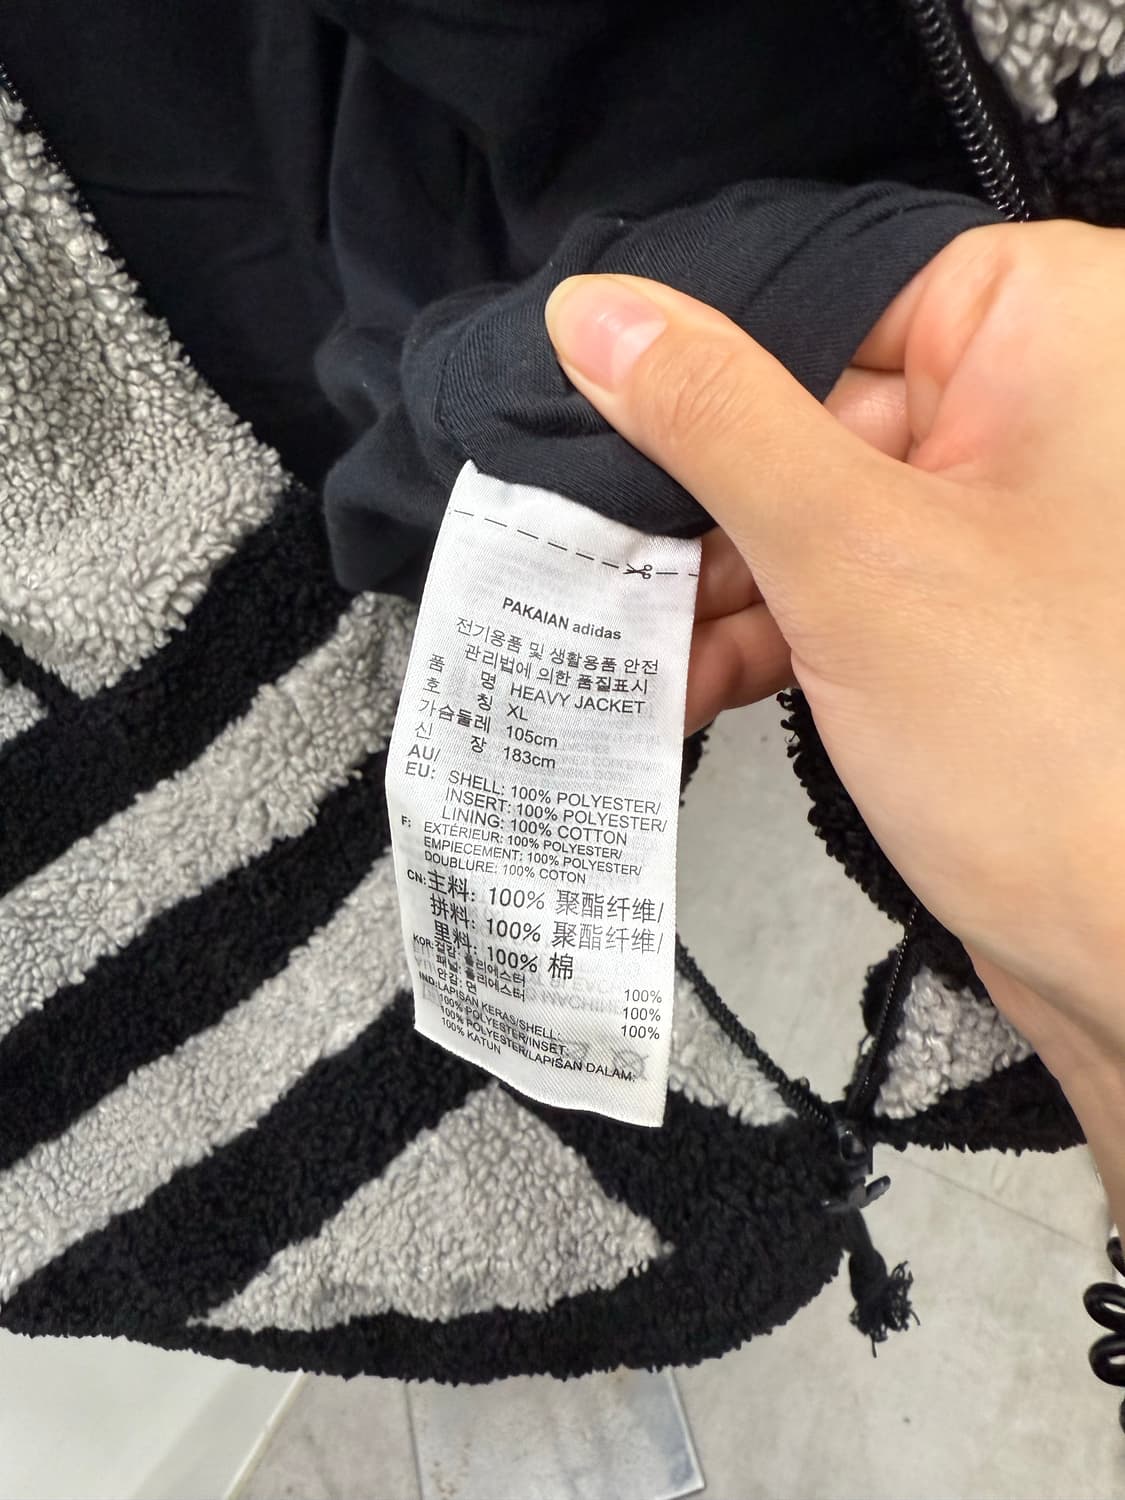 PAKAIAN adidas
전기용품 및 생활용품 안전
관리법에 의한 품질표시
품 명 HEAVY JACKET
호 칭 XL
가슴둘레 105cm
신 장 183cm
AU/
EU: SHELL: 100% POLYESTER/
INSERT: 100% POLYESTER/
LINING: 100% COTTON
F: EXTÉRIEUR: 100% POLYESTER/
EMPIECEMENT: 100% POLYESTER/
DOUBLURE: 100% COTON
CN: 主料: 100% 聚酯纤维/
拼料: 100% 聚酯纤维/
里料: 100% 棉
KOR: 겉감: 폴리에스터 100%
패널: 폴리에스터 100%
안감: 면 100%
IND: LAPISAN KERAS/SHELL:
100% POLYESTER/INSET:
100% POLYESTER/LAPISAN DALAM:
100% KATUN